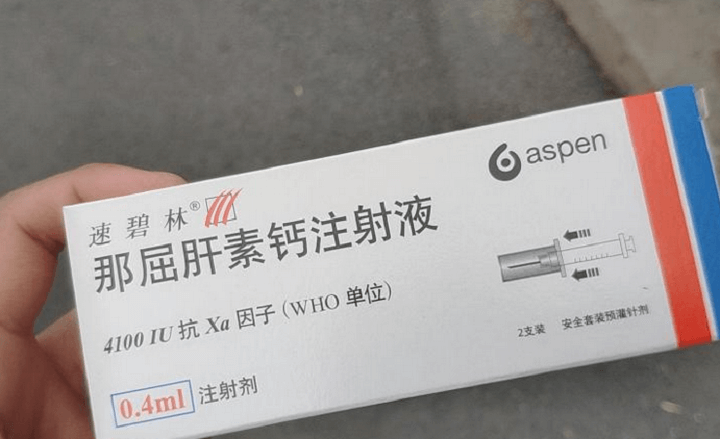 aspen
速碧林®
那屈肝素钙注射液
4100 IU 抗 Xa 因子 (WHO 单位)
2支装 安全套装预灌针剂
0.4ml 注射剂